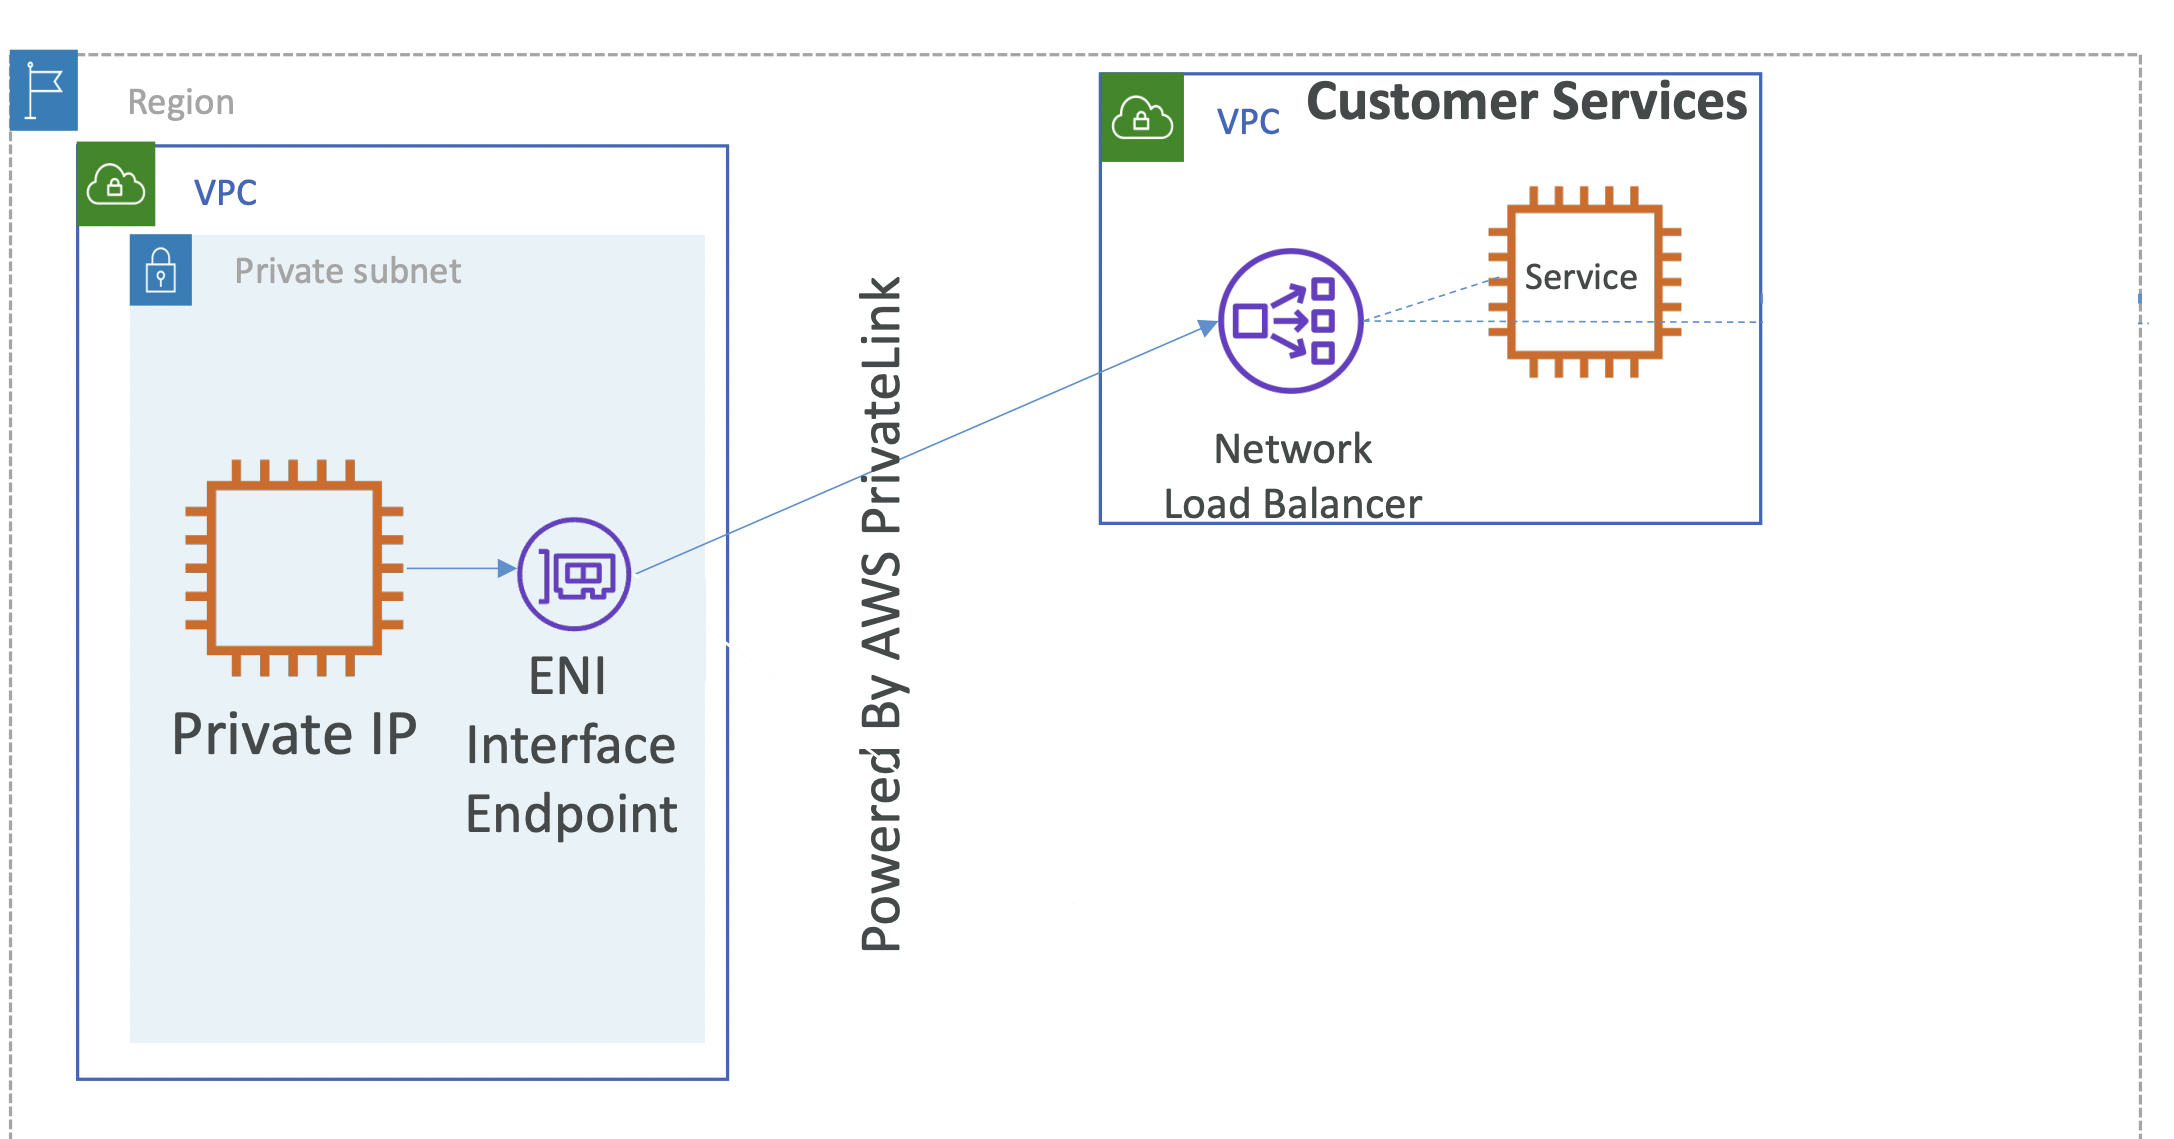 Region
VPC
Private subnet
Private IP
ENI
Interface
Endpoint
Powered By AWS PrivateLink
VPC
Customer Services
Service
Network
Load Balancer